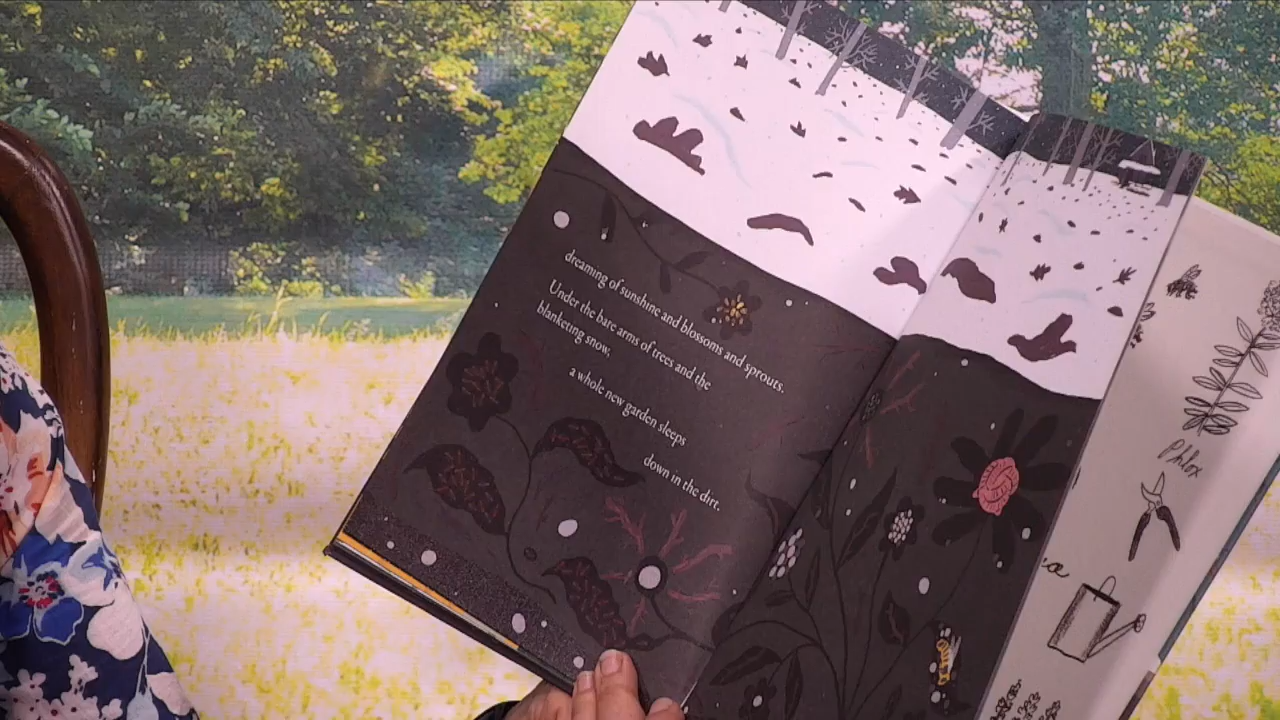 dreaming of sunshine and blossoms and sprouts.
Under the bare arms of trees and the
blanketing snow,
a whole new garden sleeps
down in the dirt.
Phlox